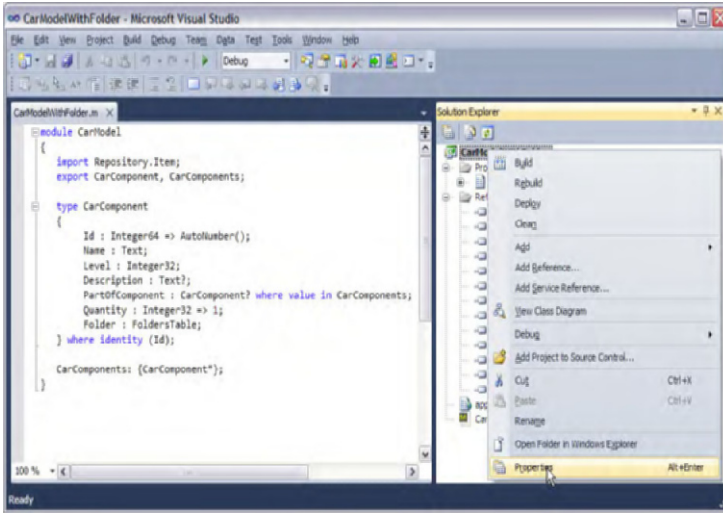 CarModelWithFolder - Microsoft Visual Studio
File Edit View Project Build Debug Team Data Test Tools Window Help
Debug
CarModelWithFolder.m
Solution Explorer
module CarModel
{
import Repository.Item;
export CarComponent, CarComponents;
type CarComponent
{
Id : Integer64 => AutoNumber();
Name : Text;
Level : Integer32;
Description : Text?;
PartOfComponent : CarComponent? where value in CarComponents;
Quantity : Integer32 => 1;
Folder : FoldersTable;
} where identity (Id);
CarComponents: {CarComponent*};
}
100 %
Pro
Ref
app
Car
Build
Rebuild
Deploy
Clean
Add
Add Reference...
Add Service Reference...
View Class Diagram
Debug
Add Project to Source Control...
Cut Ctrl+X
Paste Ctrl+V
Rename
Open Folder in Windows Explorer
Properties Alt+Enter
Ready